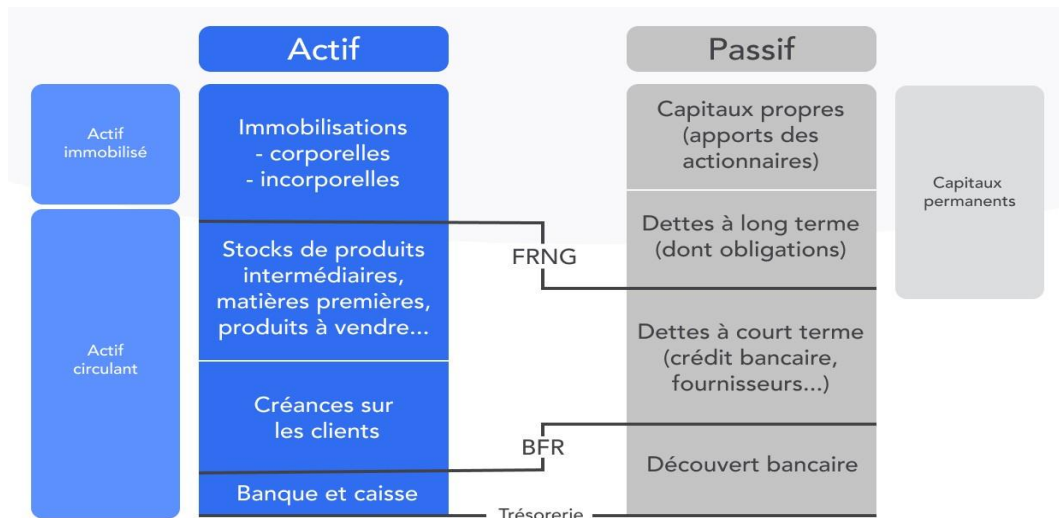 Actif
Passif
Actif
immobilisé
Immobilisations
- corporelles
- incorporelles
Capitaux propres
(apports des
actionnaires)
Capitaux
permanents
Dettes à long terme
(dont obligations)
FRNG
Stocks de produits
intermédiaires,
matières premières,
produits à vendre...
Actif
circulant
Dettes à court terme
(crédit bancaire,
fournisseurs...)
Créances sur
les clients
BFR
Découvert bancaire
Banque et caisse
Trésorerie